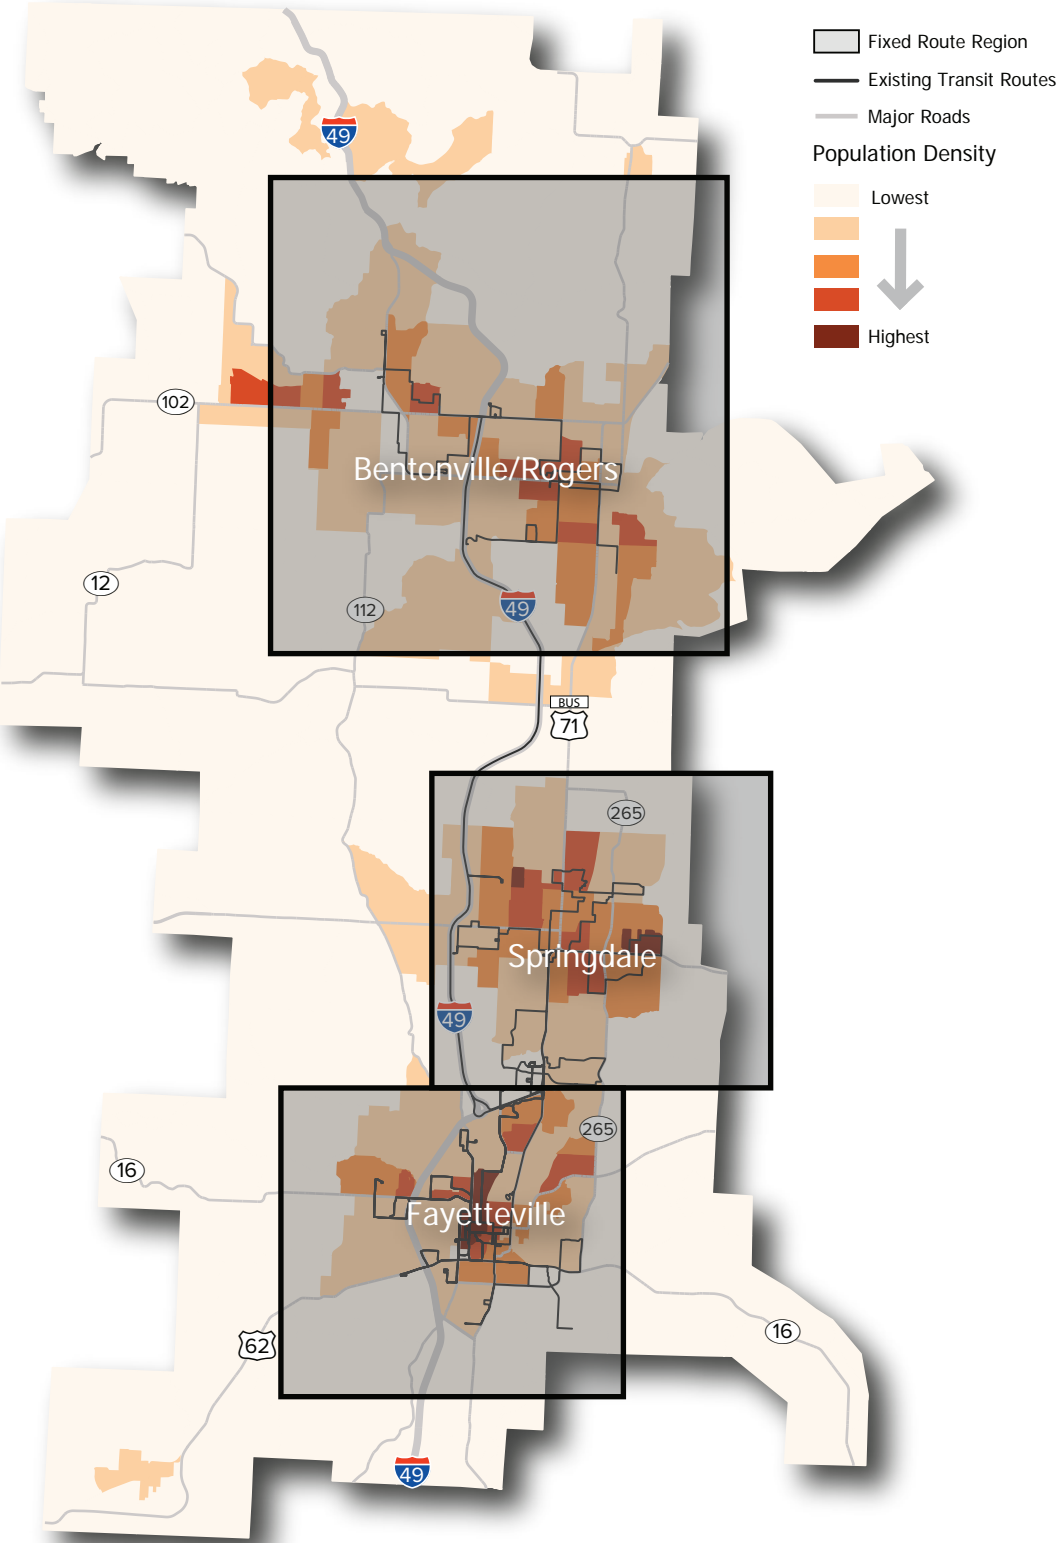 Fixed Route Region
Existing Transit Routes
Major Roads
Population Density
Lowest
Highest
49
102
Bentonville/Rogers
12
112
49
BUS
71
265
Springdale
49
265
16
Fayetteville
16
62
49